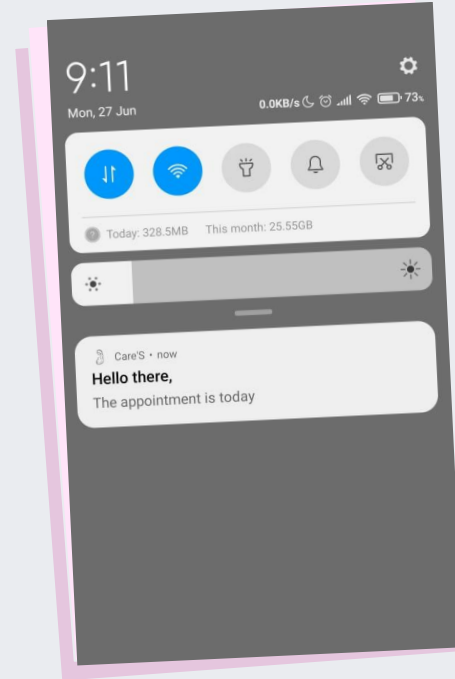 9:11
Mon, 27 Jun
0.0KB/s 73%
Today: 328.5MB This month: 25.55GB
Care'S • now
Hello there,
The appointment is today